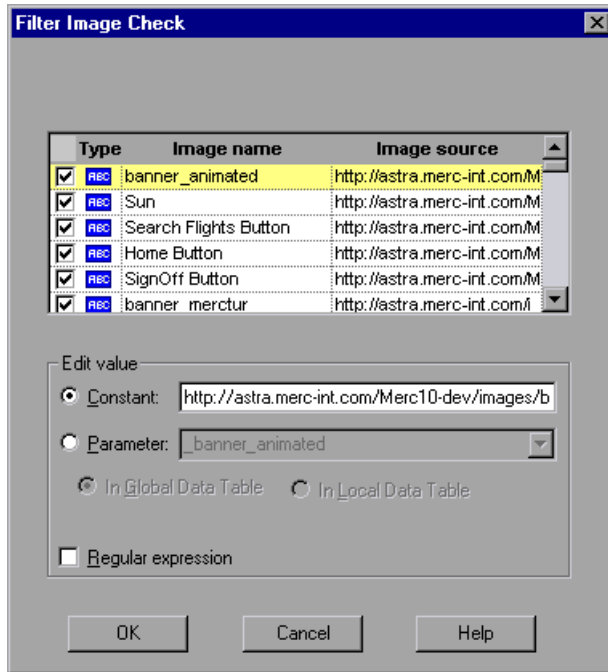 Filter Image Check
Type Image name Image source
ABC banner_animated http://astra.merc-int.com/M
ABC Sun http://astra.merc-int.com/M
ABC Search Flights Button http://astra.merc-int.com/M
ABC Home Button http://astra.merc-int.com/M
ABC SignOff Button http://astra.merc-int.com/M
ABC banner_merctur http://astra.merc-int.com/i
Edit value
Constant: http://astra.merc-int.com/Merc10-dev/images/b
Parameter: _banner_animated
In Global Data Table In Local Data Table
Regular expression
OK Cancel Help